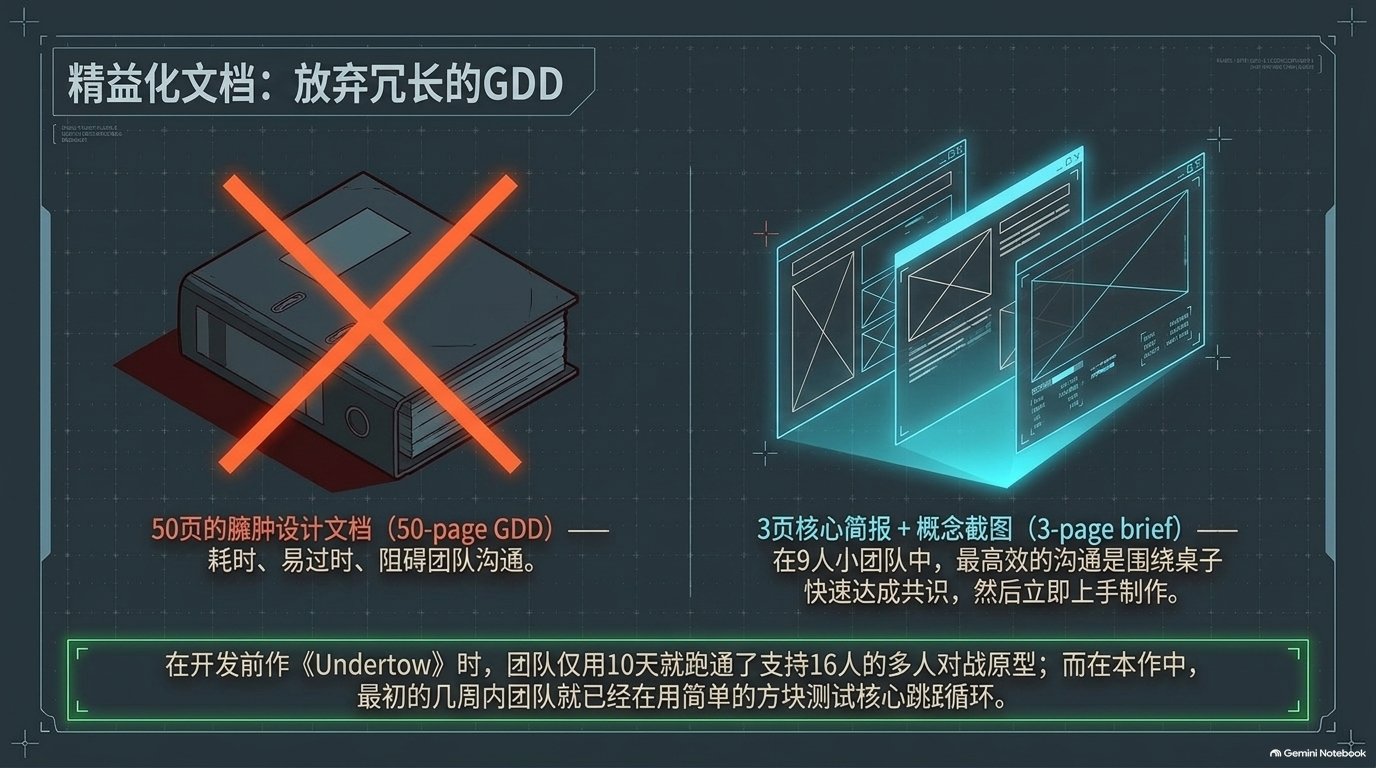 精益化文档：放弃冗长的GDD
50页的臃肿设计文档（50-page GDD）——
耗时、易过时、阻碍团队沟通。
3页核心简报 + 概念截图（3-page brief）——
在9人小团队中，最高效的沟通是围绕桌子
快速达成共识，然后立即上手制作。
在开发前作《Undertow》时，团队仅用10天就跑通了支持16人的多人对战原型；而在本作中，
最初的几周内团队就已经在用简单的方块测试核心跳跃循环。
Gemini Notebook